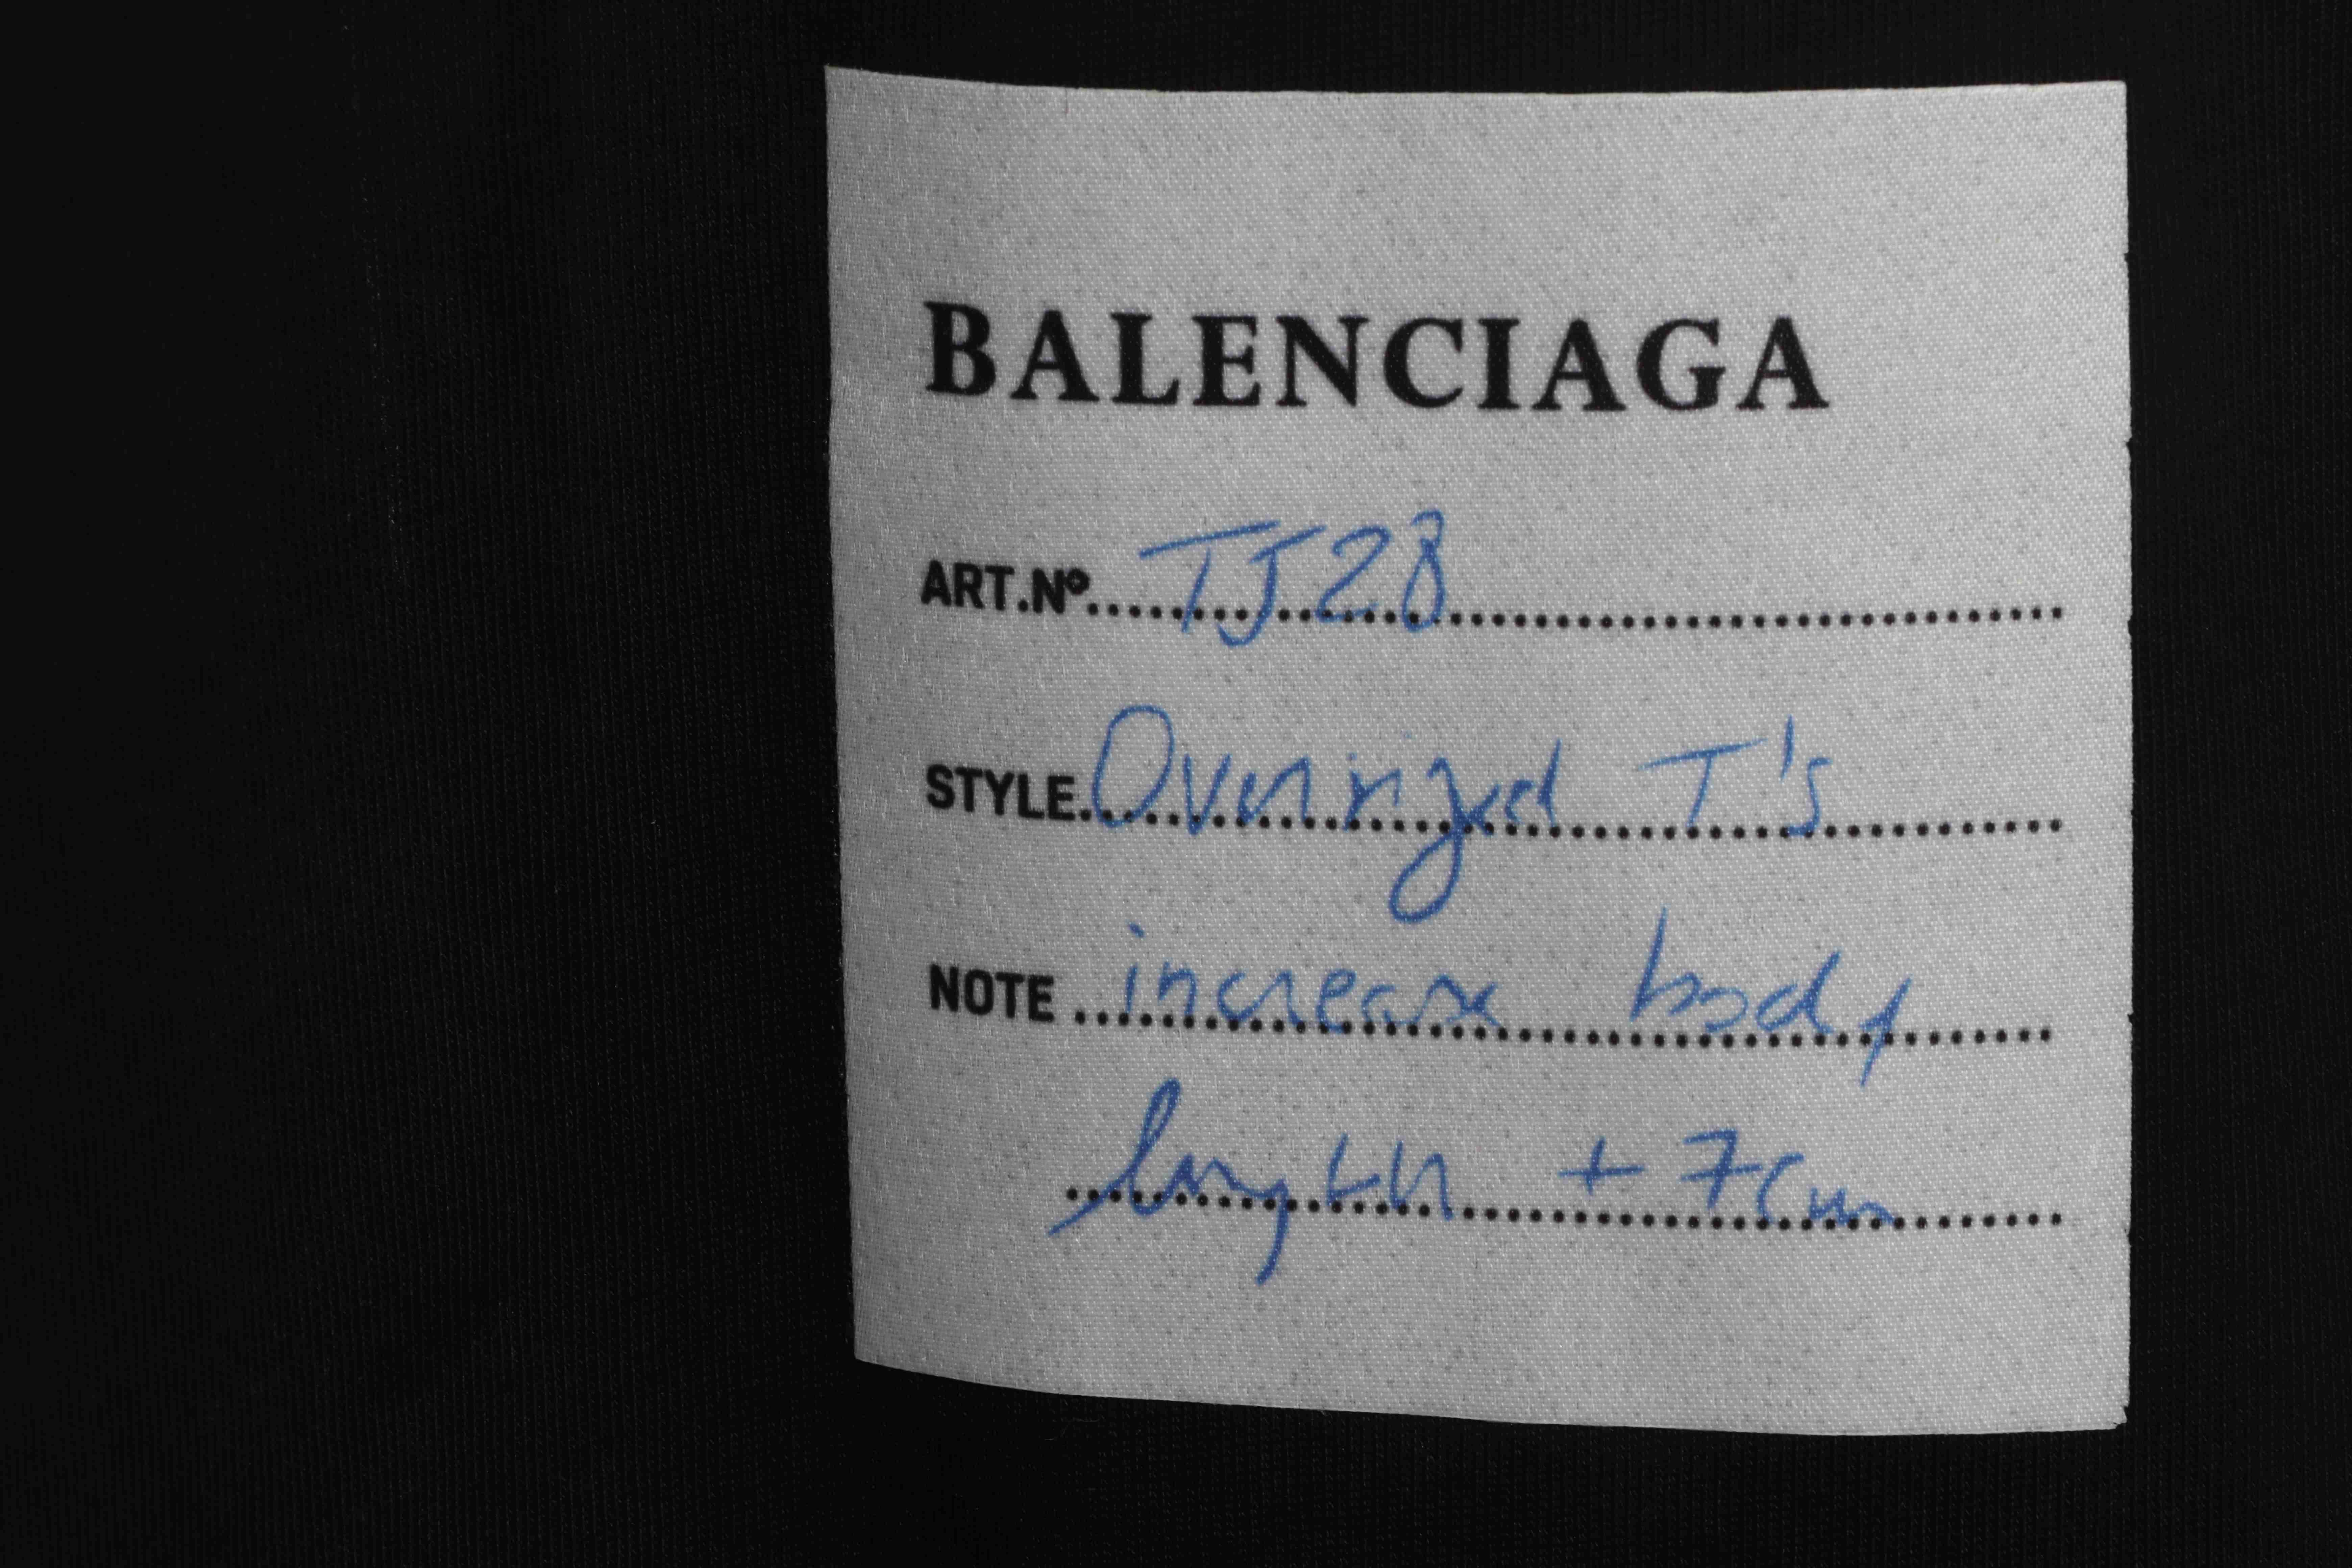 BALENCIAGA
ART.Nº TJ28
STYLE Oversized T's
NOTE increase body
length +7cm